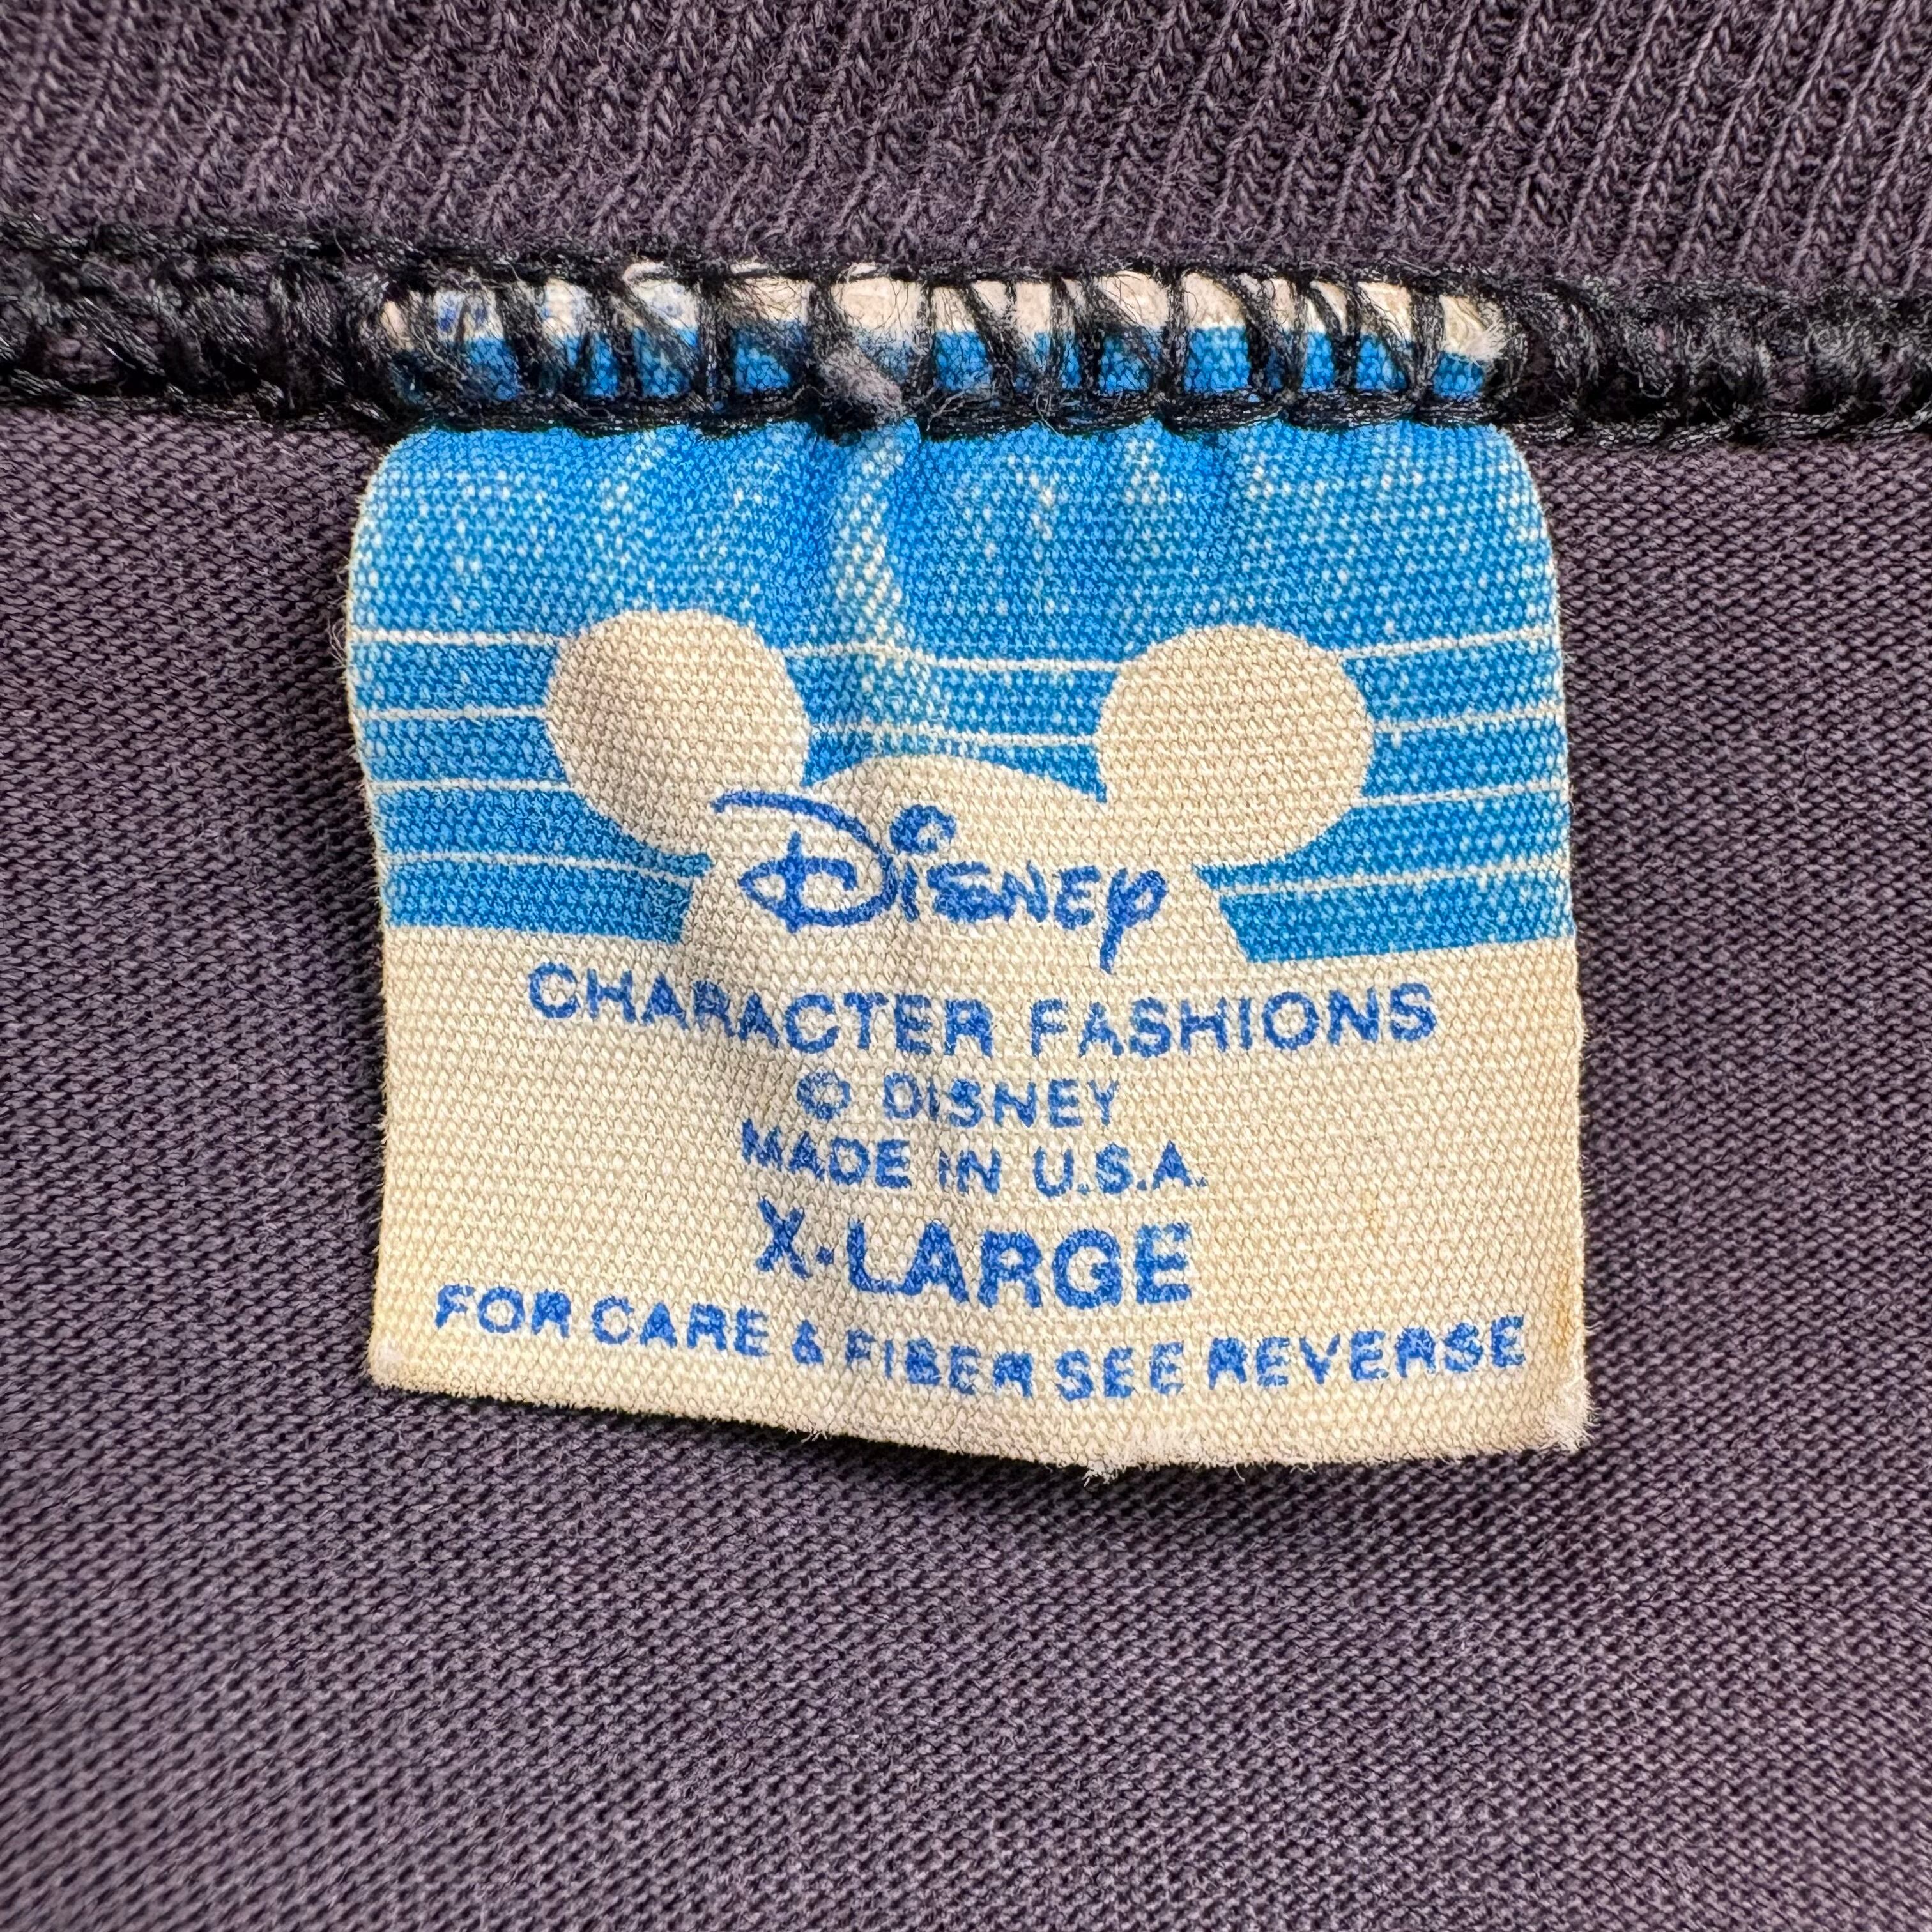 Disney
CHARACTER FASHIONS
© DISNEY
MADE IN U.S.A.
X-LARGE
FOR CARE & FIBER SEE REVERSE